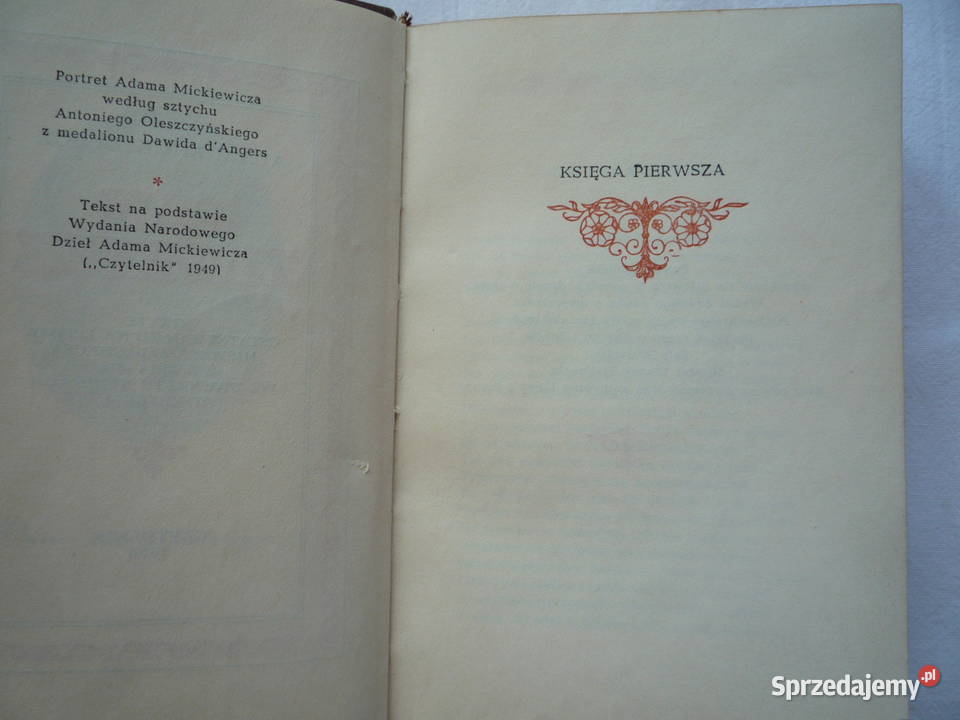 Portret Adama Mickiewicza
według sztychu
Antoniego Oleszczyńskiego
z medalionu Dawida d'Angers
*
Tekst na podstawie
Wydania Narodowego
Dzieł Adama Mickiewicza
(„Czytelnik" 1949)
KSIĘGA PIERWSZA
Sprzedajemy.pl